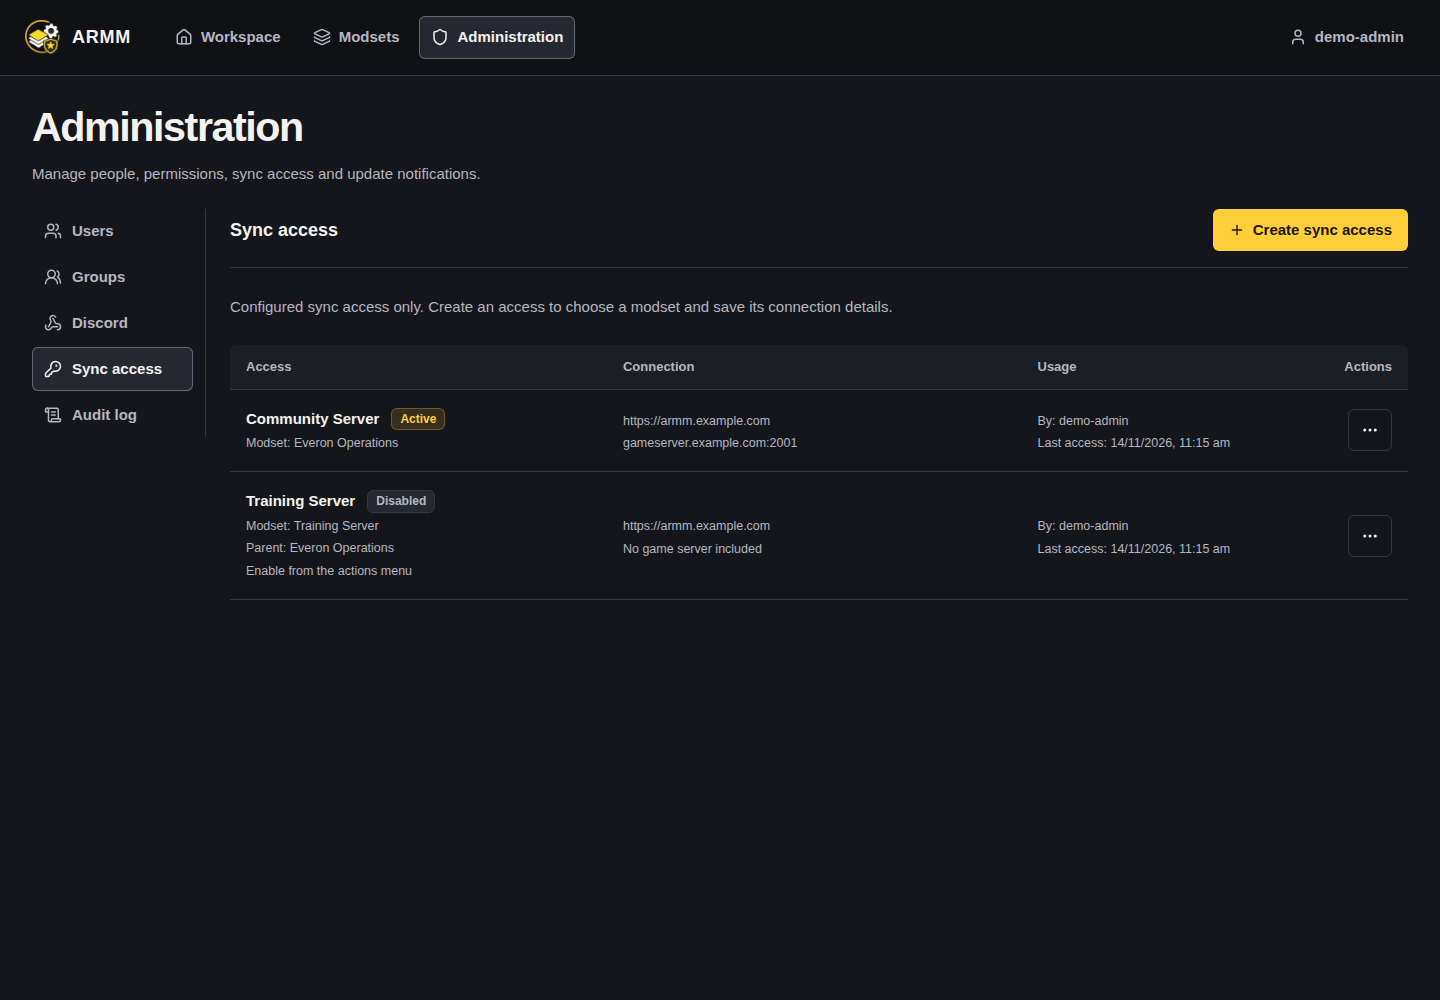 ARMM
Workspace
Modsets
Administration
demo-admin
Administration
Manage people, permissions, sync access and update notifications.
Users
Groups
Discord
Sync access
Audit log
Sync access
Create sync access
Configured sync access only. Create an access to choose a modset and save its connection details.
Access Connection Usage Actions
Community Server Active
Modset: Everon Operations
https://armm.example.com
gameserver.example.com:2001
By: demo-admin
Last access: 14/11/2026, 11:15 am
Training Server Disabled
Modset: Training Server
Parent: Everon Operations
Enable from the actions menu
https://armm.example.com
No game server included
By: demo-admin
Last access: 14/11/2026, 11:15 am